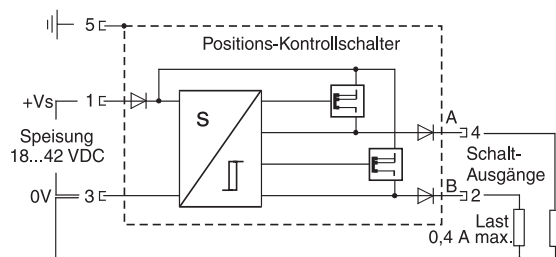 5
Positions-Kontrollschalter
+Vs 1
A
4
S
Speisung
18...42 VDC
Schalt-
Ausgänge
B
0V 3
2
Last
0,4 A max.